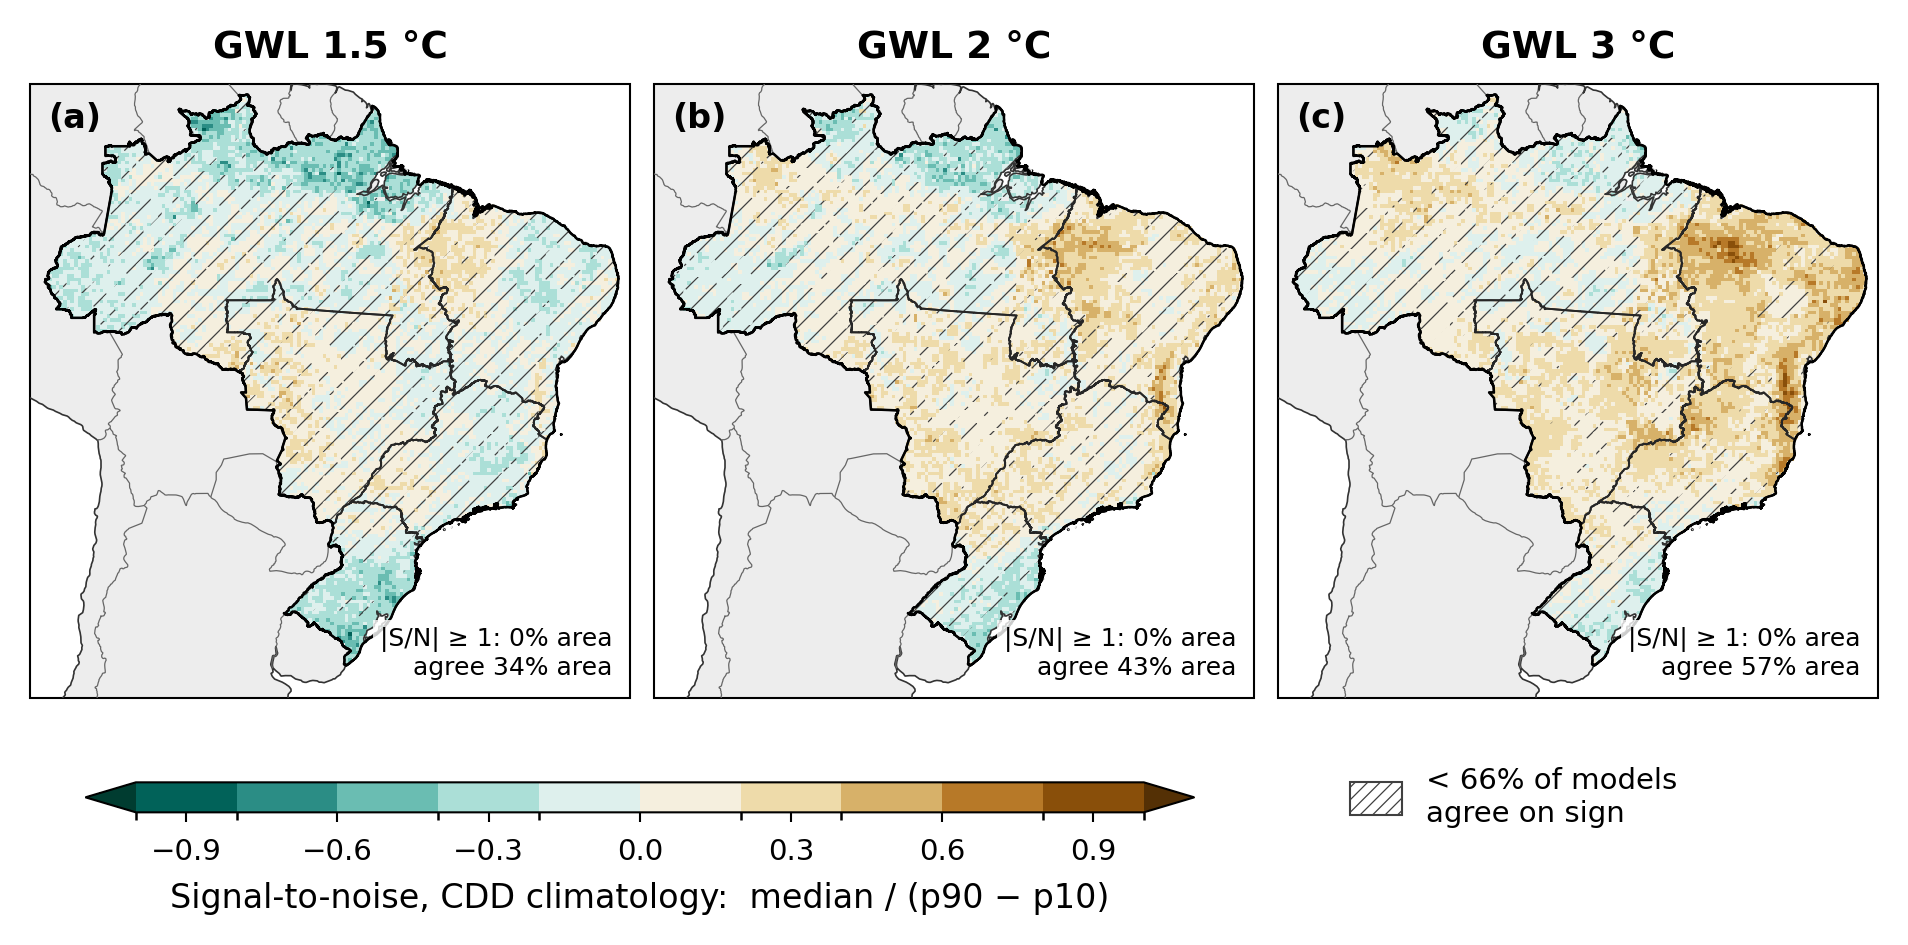 GWL 1.5 °C
GWL 2 °C
GWL 3 °C
(a)
(b)
(c)
|S/N| ≥ 1: 0% area
agree 34% area
|S/N| ≥ 1: 0% area
agree 43% area
|S/N| ≥ 1: 0% area
agree 57% area
−0.9
−0.6
−0.3
0.0
0.3
0.6
0.9
Signal-to-noise, CDD climatology: median / (p90 − p10)
< 66% of models
agree on sign